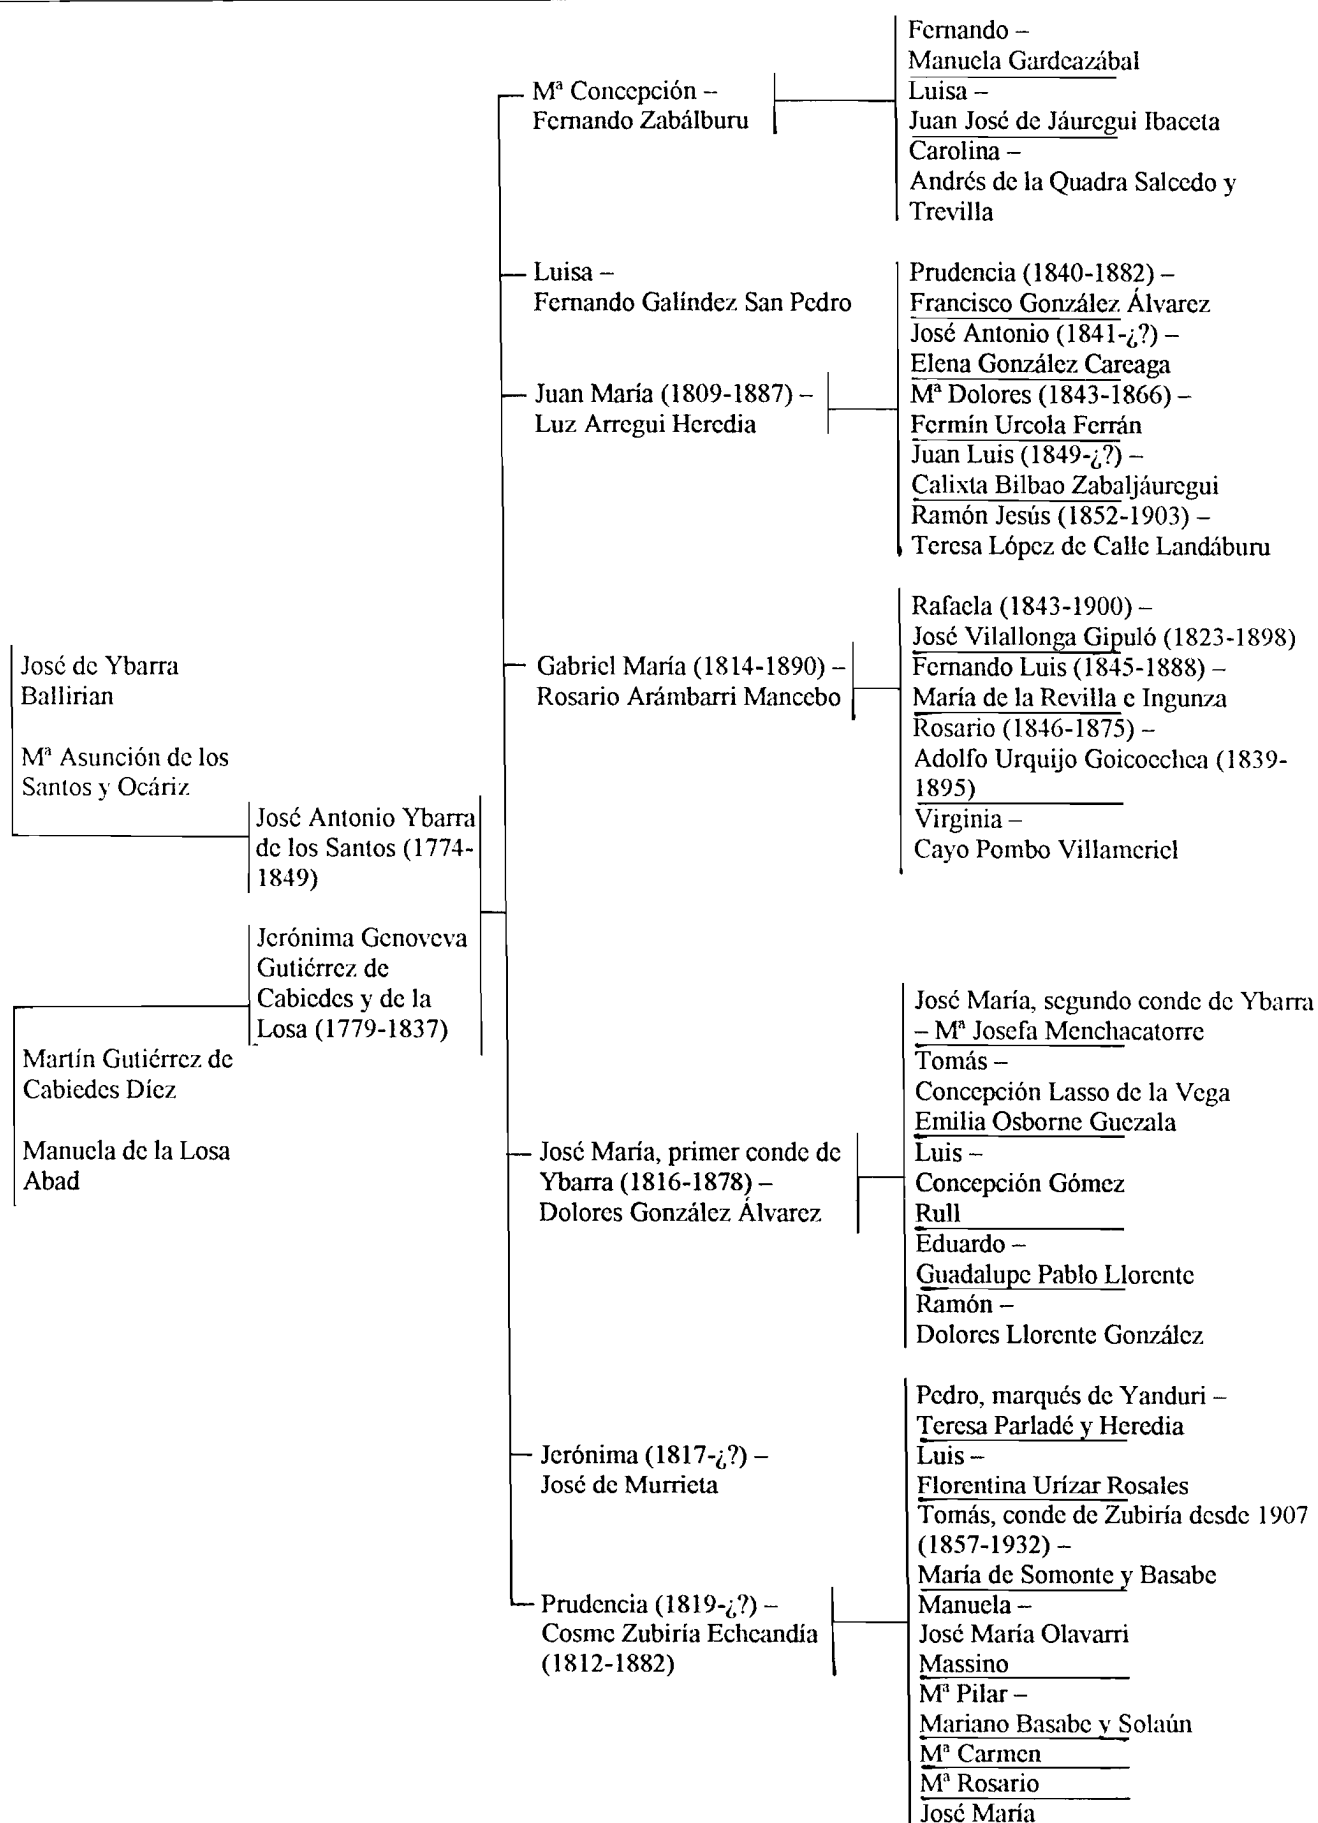 José de Ybarra
Ballirian
Mª Asunción de los
Santos y Ocáriz
Martín Gutiérrez de
Cabiedes Díez
Manuela de la Losa
Abad
José Antonio Ybarra
de los Santos (1774-
1849)
Jerónima Genoveva
Gutiérrez de
Cabiedes y de la
Losa (1779-1837)
Mª Concepción –
Fernando Zabálburu
Fernando –
Manuela Gardeazábal
Luisa –
Juan José de Jáuregui Ibaceta
Carolina –
Andrés de la Quadra Salcedo y
Trevilla
Luisa –
Fernando Galíndez San Pedro
Juan María (1809-1887) –
Luz Arregui Heredia
Prudencia (1840-1882) –
Francisco González Álvarez
José Antonio (1841-¿?) –
Elena González Careaga
Mª Dolores (1843-1866) –
Fermín Urcola Ferrán
Juan Luis (1849-¿?) –
Calixta Bilbao Zabaljáuregui
Ramón Jesús (1852-1903) –
Teresa López de Calle Landáburu
Gabriel María (1814-1890) –
Rosario Arámbarri Mancebo
Rafaela (1843-1900) –
José Vilallonga Gipuló (1823-1898)
Fernando Luis (1845-1888) –
María de la Revilla e Ingunza
Rosario (1846-1875) –
Adolfo Urquijo Goicoechea (1839-
1895)
Virginia –
Cayo Pombo Villameriel
José María, primer conde de
Ybarra (1816-1878) –
Dolores González Álvarez
José María, segundo conde de Ybarra
– Mª Josefa Menchacatorre
Tomás –
Concepción Lasso de la Vega
Emilia Osborne Guezala
Luis –
Concepción Gómez
Rull
Eduardo –
Guadalupe Pablo Llorente
Ramón –
Dolores Llorente González
Jerónima (1817-¿?) –
José de Murrieta
Prudencia (1819-¿?) –
Cosme Zubiría Echeandía
(1812-1882)
Pedro, marqués de Yanduri –
Teresa Parladé y Heredia
Luis –
Florentina Urízar Rosales
Tomás, conde de Zubiría desde 1907
(1857-1932) –
María de Somonte y Basabe
Manuela –
José María Olavarri
Massino
Mª Pilar –
Mariano Basabe y Solaún
Mª Carmen
Mª Rosario
José María